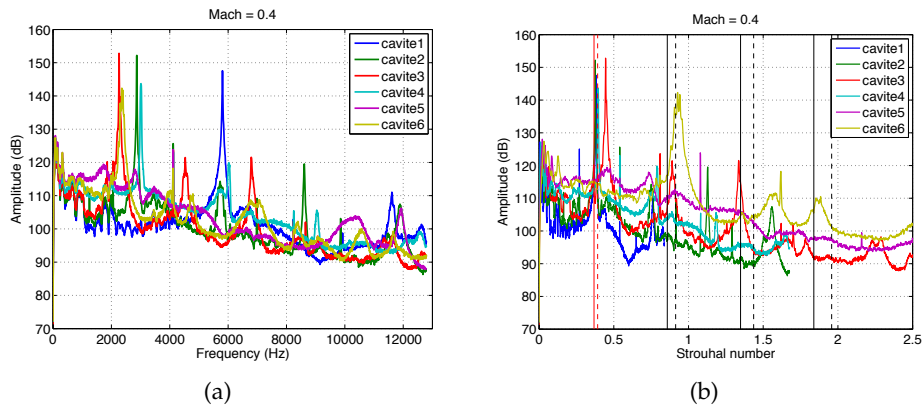 Mach = 0.4
160
150
140
130
120
110
100
90
80
70
Amplitude (dB)
0 2000 4000 6000 8000 10000 12000
Frequency (Hz)
cavite1
cavite2
cavite3
cavite4
cavite5
cavite6
(a)
Mach = 0.4
160
150
140
130
120
110
100
90
80
70
Amplitude (dB)
0 0.5 1 1.5 2 2.5
Strouhal number
cavite1
cavite2
cavite3
cavite4
cavite5
cavite6
(b)